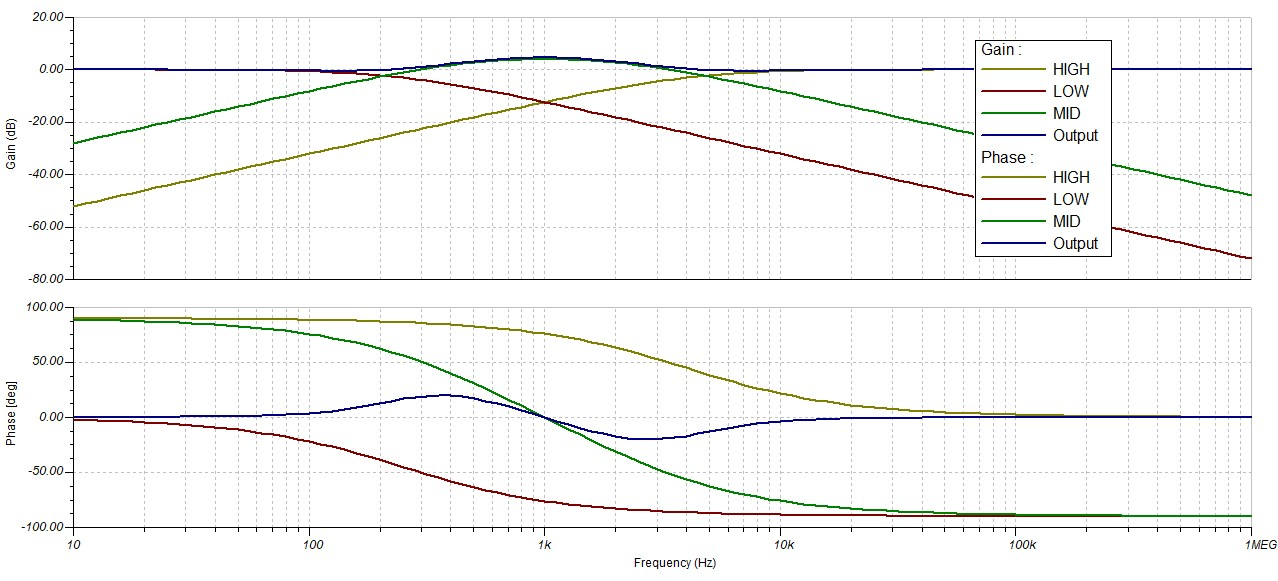 20.00
0.00
-20.00
-40.00
-60.00
-80.00
Gain (dB)
Gain :
HIGH
LOW
MID
Output
Phase :
HIGH
LOW
MID
Output
100.00
50.00
0.00
-50.00
-100.00
Phase [deg]
10 100 1k 10k 100k 1MEG
Frequency (Hz)